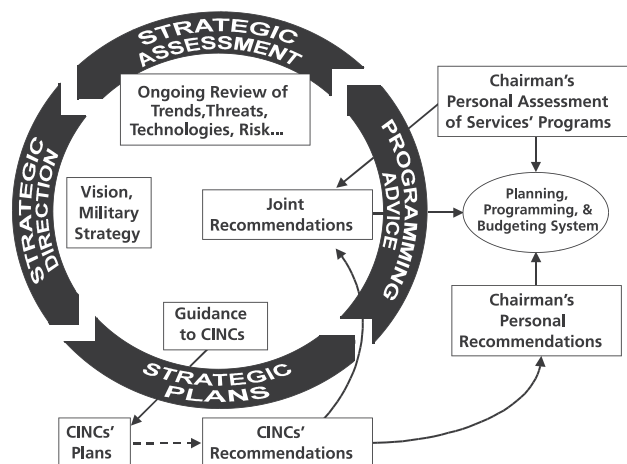 STRATEGIC
ASSESSMENT
Ongoing Review of
Trends,Threats,
Technologies, Risk...
Chairman's
Personal Assessment
of Services' Programs
STRATEGIC
DIRECTION
Vision,
Military
Strategy
Joint
Recommendations
PROGRAMMING
ADVICE
Planning,
Programming, &
Budgeting System
Guidance
to CINCs
Chairman's
Personal
Recommendations
STRATEGIC
PLANS
CINCs'
Plans
CINCs'
Recommendations